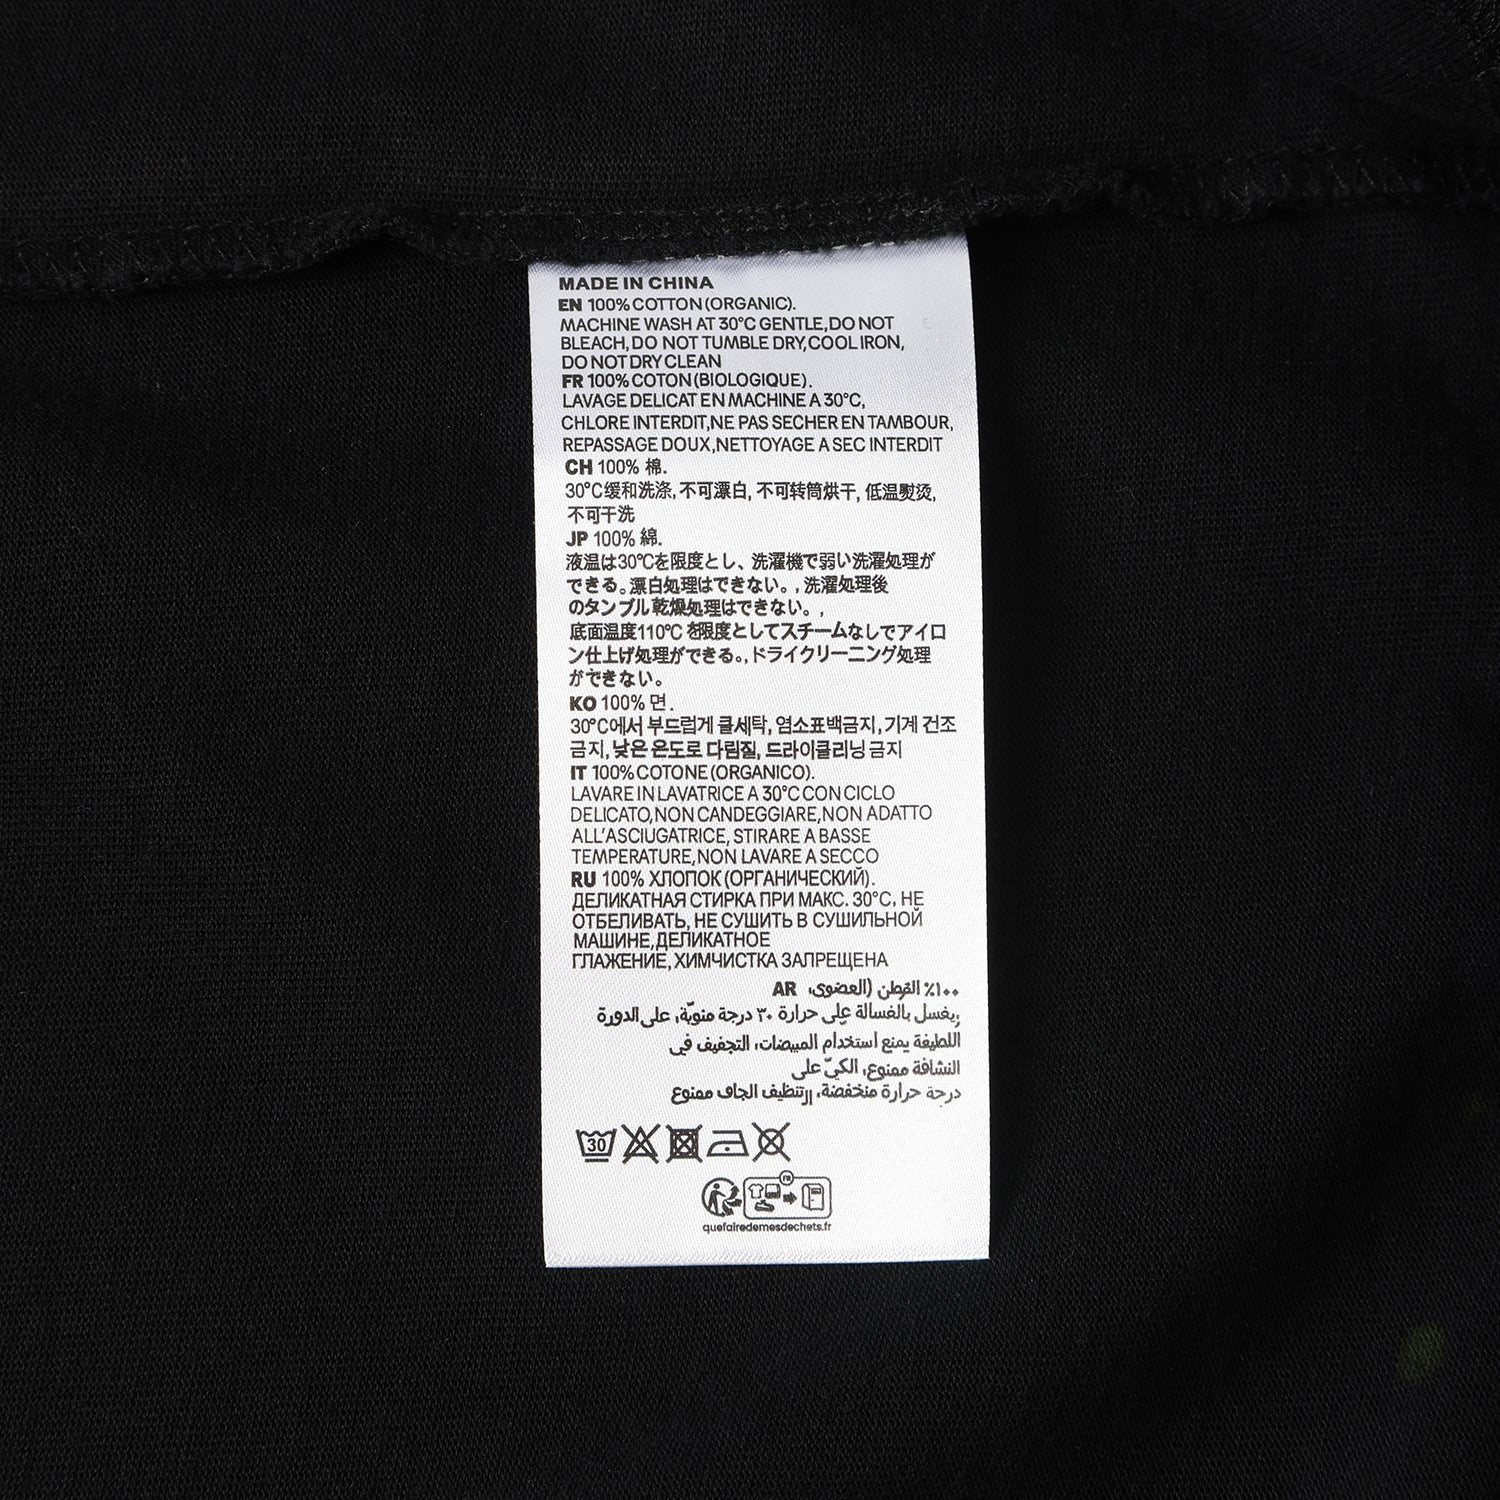 MADE IN CHINA
EN 100% COTTON (ORGANIC).
MACHINE WASH AT 30°C GENTLE, DO NOT
BLEACH, DO NOT TUMBLE DRY, COOL IRON,
DO NOT DRY CLEAN
FR 100% COTON (BIOLOGIQUE).
LAVAGE DELICAT EN MACHINE A 30°C,
CHLORE INTERDIT, NE PAS SECHER EN TAMBOUR,
REPASSAGE DOUX, NETTOYAGE A SEC INTERDIT
CH 100% 棉.
30°C缓和洗涤, 不可漂白, 不可转筒烘干, 低温熨烫,
不可干洗
JP 100% 綿.
液温は30℃を限度とし、洗濯機で弱い洗濯処理が
できる。漂白処理はできない。, 洗濯処理後
のタンブル乾燥処理はできない。,
底面温度110℃を限度としてスチームなしでアイロ
ン仕上げ処理ができる。, ドライクリーニング処理
ができない。
KO 100% 면.
30°C에서 부드럽게 클세탁, 염소표백금지, 기계 건조
금지, 낮은 온도로 다림질, 드라이클리닝 금지
IT 100% COTONE (ORGANICO).
LAVARE IN LAVATRICE A 30°C CON CICLO
DELICATO, NON CANDEGGIARE, NON ADATTO
ALL'ASCIUGATRICE, STIRARE A BASSE
TEMPERATURE, NON LAVARE A SECCO
RU 100% ХЛОПОК (ОРГАНИЧЕСКИЙ).
ДЕЛИКАТНАЯ СТИРКА ПРИ МАКС. 30°C, НЕ
ОТБЕЛИВАТЬ, НЕ СУШИТЬ В СУШИЛЬНОЙ
МАШИНЕ, ДЕЛИКАТНОЕ
ГЛАЖЕНИЕ, ХИМЧИСТКА ЗАПРЕЩЕНА
١٠٠٪ القطن (العضوي، AR
يغسل بالغسالة على حرارة ٣٠ درجة مئويّة، على الدورة
اللطيفة يمنع استخدام المبيضات، التجفيف في
النشافة ممنوع، الكيّ على
درجة حرارة منخفضة، التنظيف الجاف ممنوع
30
FR
quefairedemesdechets.fr